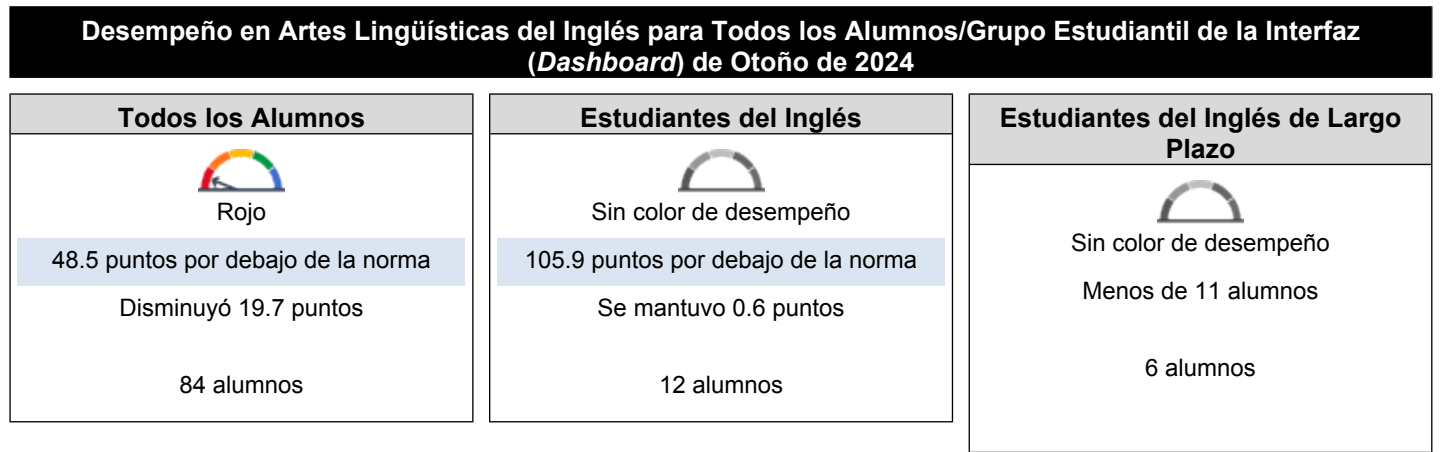 Desempeño en Artes Lingüísticas del Inglés para Todos los Alumnos/Grupo Estudiantil de la Interfaz
(Dashboard) de Otoño de 2024
Todos los Alumnos
Rojo
48.5 puntos por debajo de la norma
Disminuyó 19.7 puntos
84 alumnos
Estudiantes del Inglés
Sin color de desempeño
105.9 puntos por debajo de la norma
Se mantuvo 0.6 puntos
12 alumnos
Estudiantes del Inglés de Largo
Plazo
Sin color de desempeño
Menos de 11 alumnos
6 alumnos